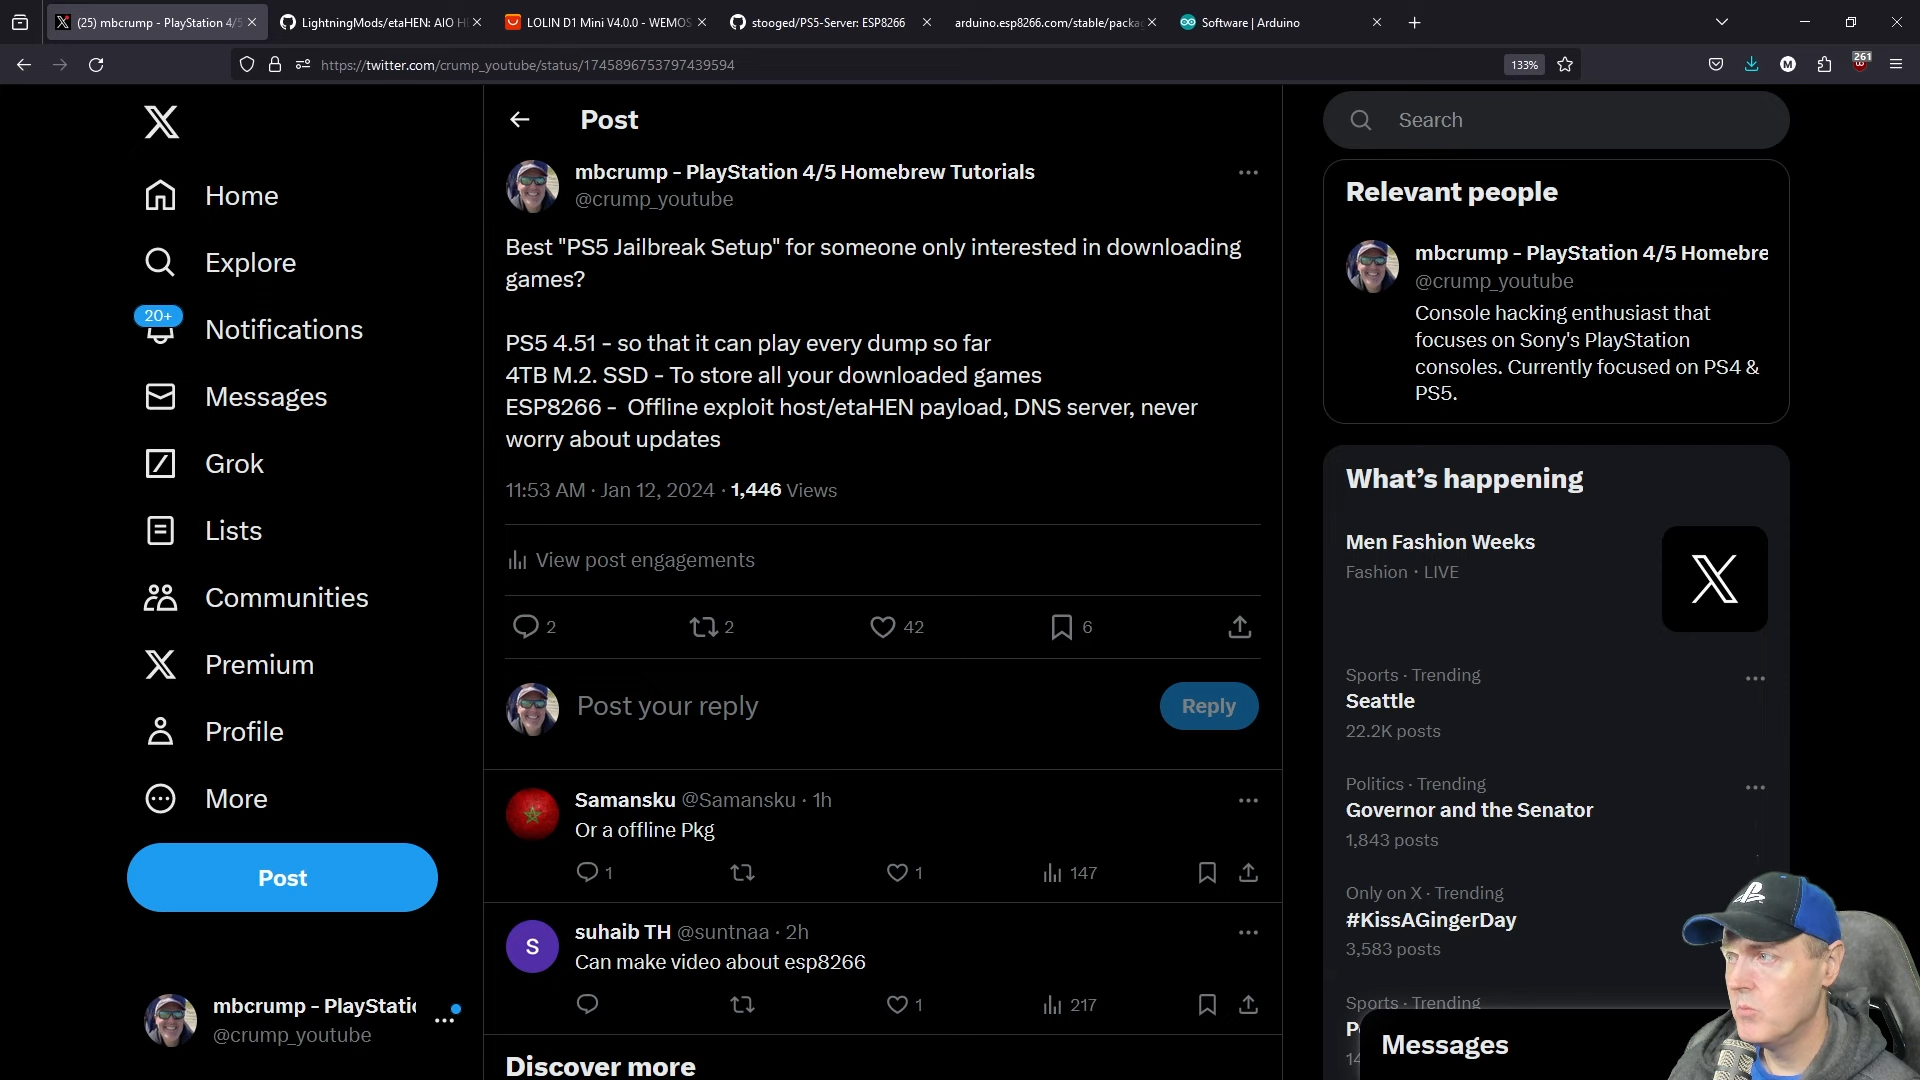 (25) mbcrump - PlayStation 4/5
LightningMods/etaHEN: AIO H
LOLIN D1 Mini V4.0.0 - WEMOS
stooged/PS5-Server: ESP8266
arduino.esp8266.com/stable/packag
Software | Arduino
https://twitter.com/crump_youtube/status/1745896753797439594
133%
M
261
Home
Explore
20+
Notifications
Messages
Grok
Lists
Communities
Premium
Profile
More
Post
mbcrump - PlayStatic
@crump_youtube
Post
mbcrump - PlayStation 4/5 Homebrew Tutorials
@crump_youtube
Best "PS5 Jailbreak Setup" for someone only interested in downloading
games?
PS5 4.51 - so that it can play every dump so far
4TB M.2. SSD - To store all your downloaded games
ESP8266 -  Offline exploit host/etaHEN payload, DNS server, never
worry about updates
11:53 AM · Jan 12, 2024 · 1,446 Views
View post engagements
2
2
42
6
Post your reply
Reply
Samansku @Samansku · 1h
Or a offline Pkg
1
1
147
S
suhaib TH @suntnaa · 2h
Can make video about esp8266
1
217
Discover more
Search
Relevant people
mbcrump - PlayStation 4/5 Homebre
@crump_youtube
Console hacking enthusiast that
focuses on Sony's PlayStation
consoles. Currently focused on PS4 &
PS5.
What's happening
Men Fashion Weeks
Fashion · LIVE
Sports · Trending
Seattle
22.2K posts
Politics · Trending
Governor and the Senator
1,843 posts
Only on X · Trending
#KissAGingerDay
3,583 posts
Sports · Trending
Messages